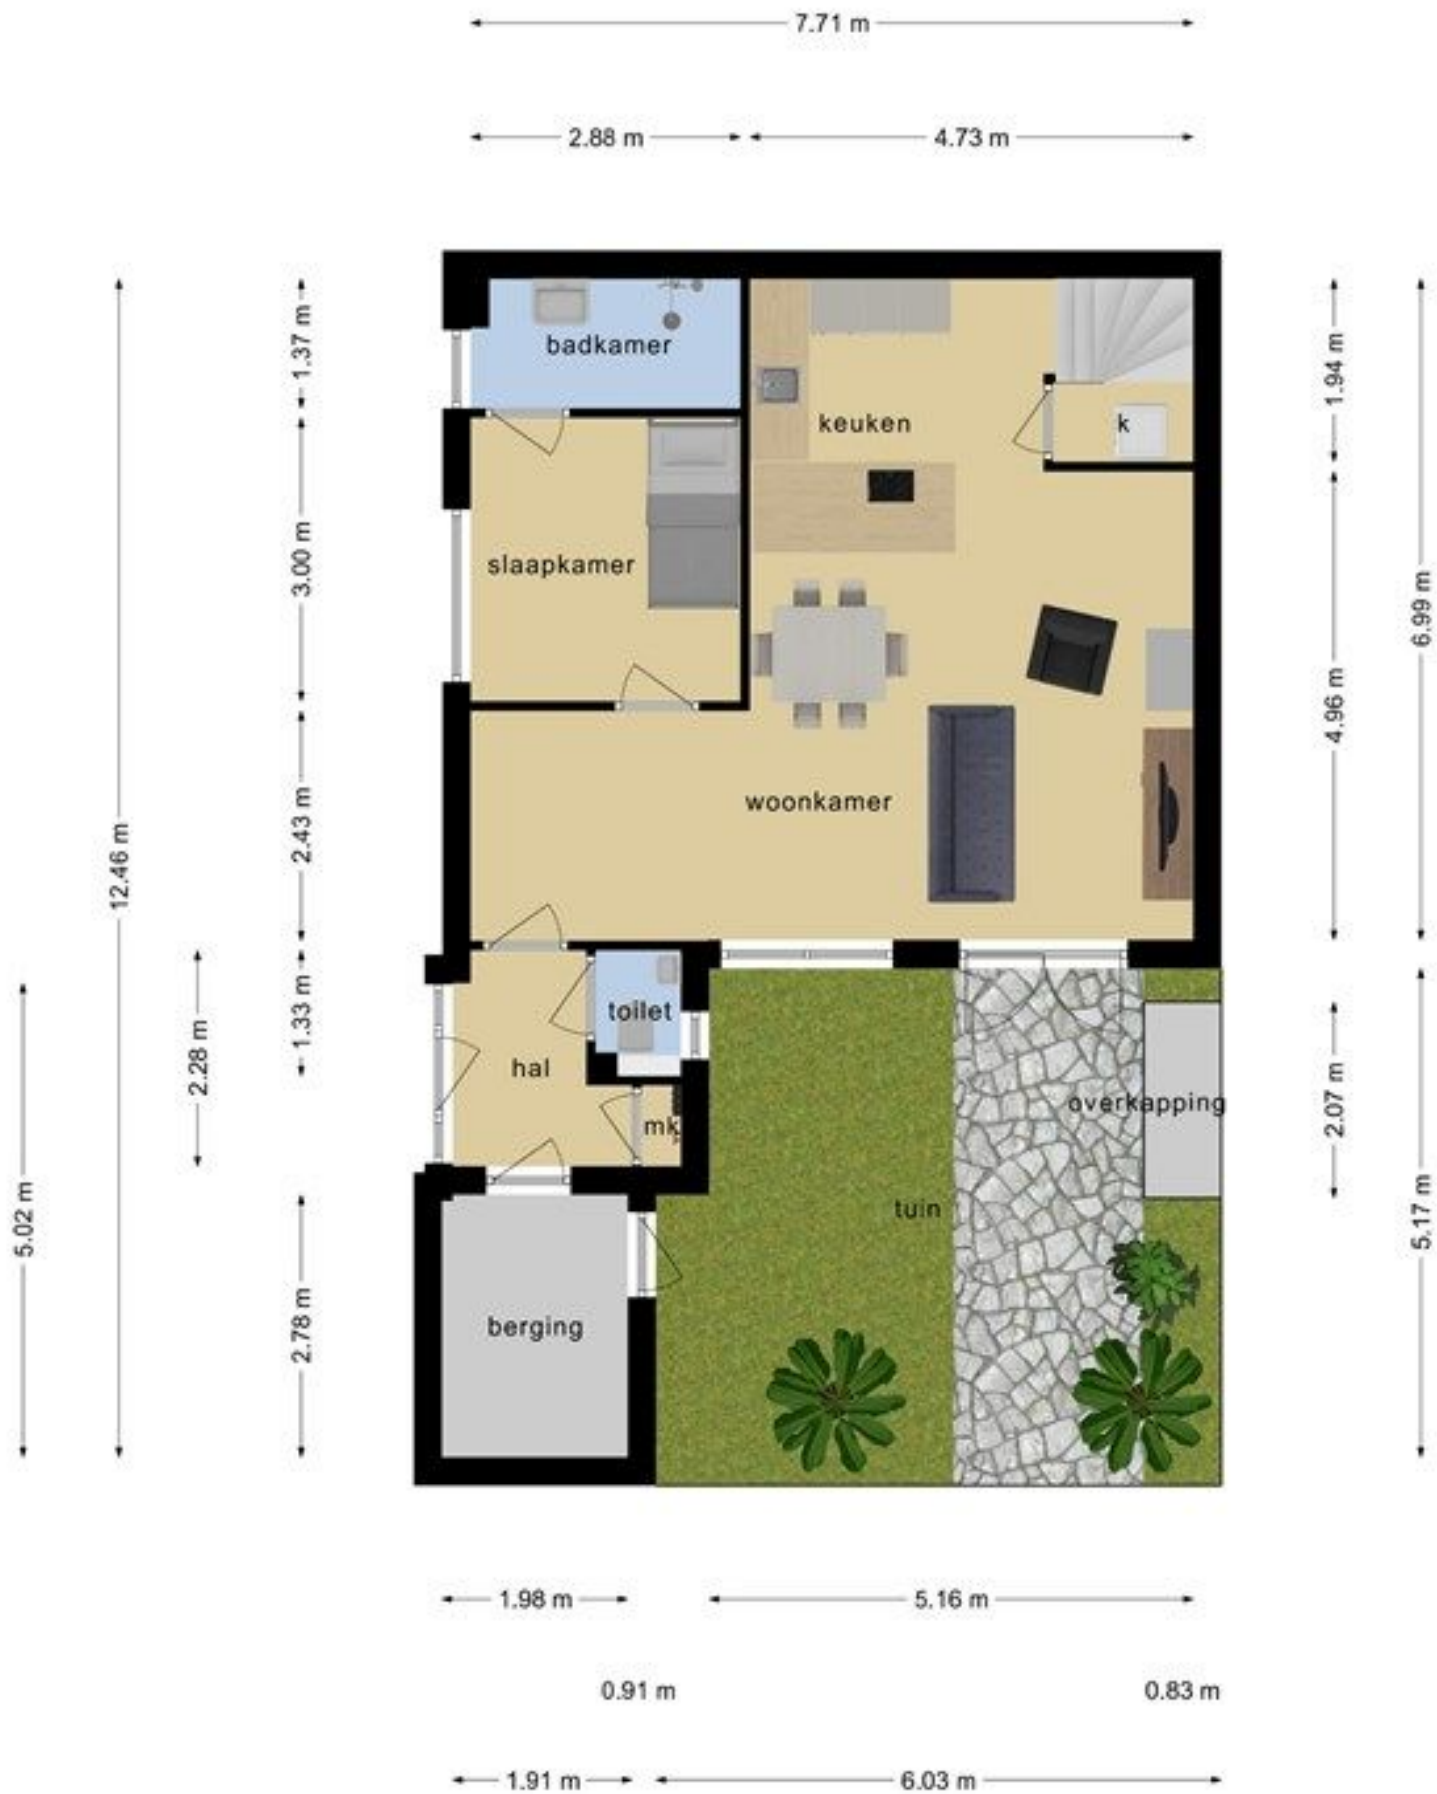 7.71 m
2.88 m
4.73 m
badkamer
keuken
k
slaapkamer
woonkamer
toilet
hal
mk
overkapping
tuin
berging
12.46 m
1.37 m
3.00 m
2.43 m
1.33 m
2.28 m
5.02 m
2.78 m
1.94 m
6.99 m
4.96 m
2.07 m
5.17 m
1.98 m
5.16 m
0.91 m
0.83 m
1.91 m
6.03 m